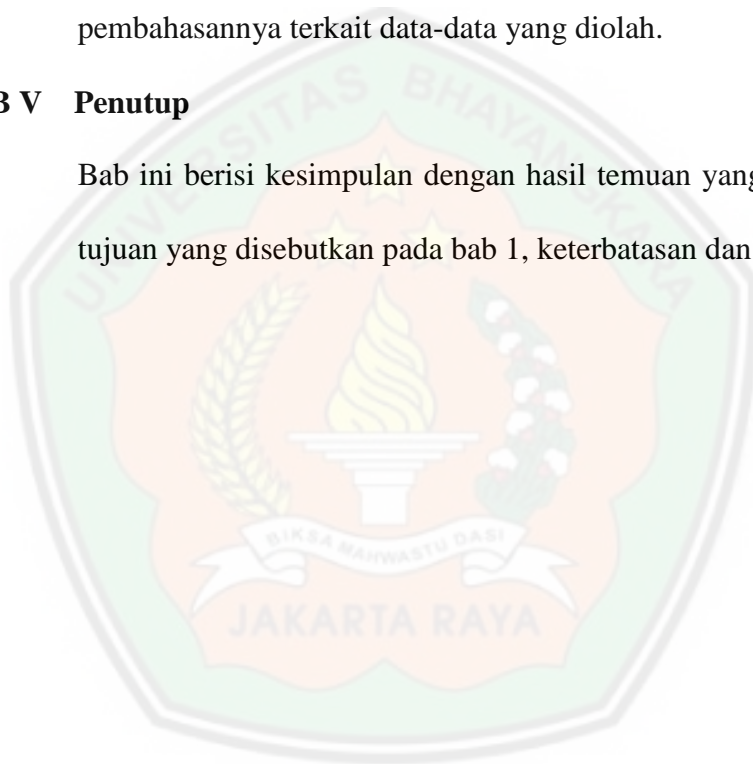 pembahasannya terkait data-data yang diolah.
B V Penutup
Bab ini berisi kesimpulan dengan hasil temuan yang
tujuan yang disebutkan pada bab 1, keterbatasan dan
UNIVERSITAS BHAYANGKARA
BIKSA MAHWASTU DASI
JAKARTA RAYA